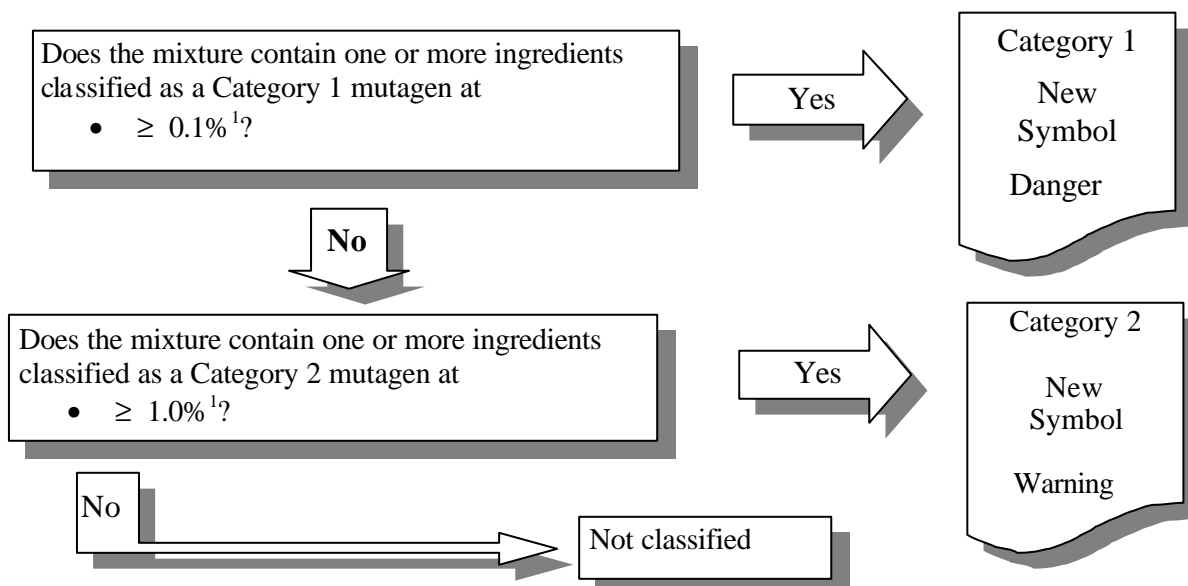 Does the mixture contain one or more ingredients
classified as a Category 1 mutagen at
• ≥ 0.1% ¹?
Yes
Category 1
New
Symbol
Danger
No
Does the mixture contain one or more ingredients
classified as a Category 2 mutagen at
• ≥ 1.0% ¹?
Yes
Category 2
New
Symbol
Warning
No
Not classified